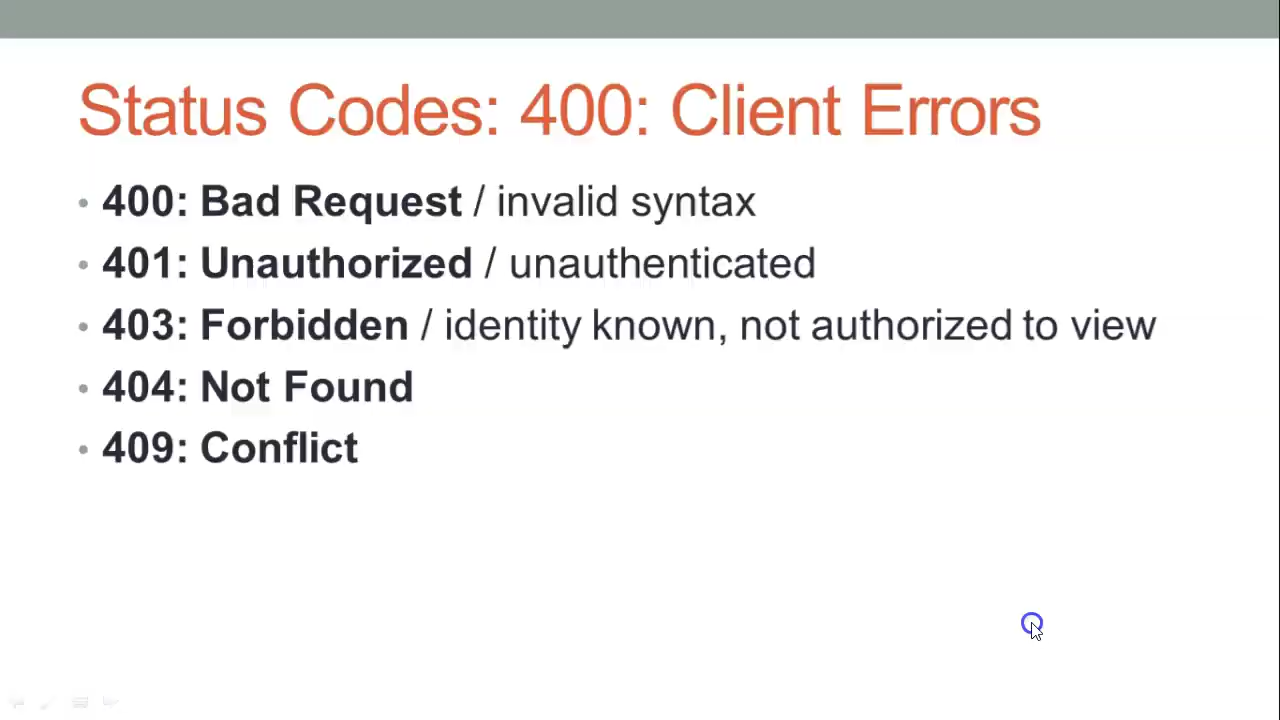 Status Codes: 400: Client Errors
• 400: Bad Request / invalid syntax
• 401: Unauthorized / unauthenticated
• 403: Forbidden / identity known, not authorized to view
• 404: Not Found
• 409: Conflict